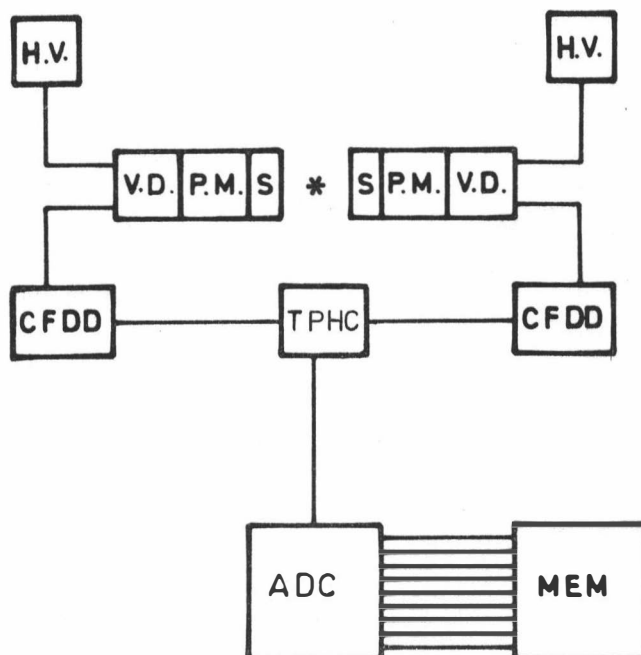 H.V. H.V.
V.D. P.M. S * S P.M. V.D.
CFDD TPHC CFDD
ADC MEM